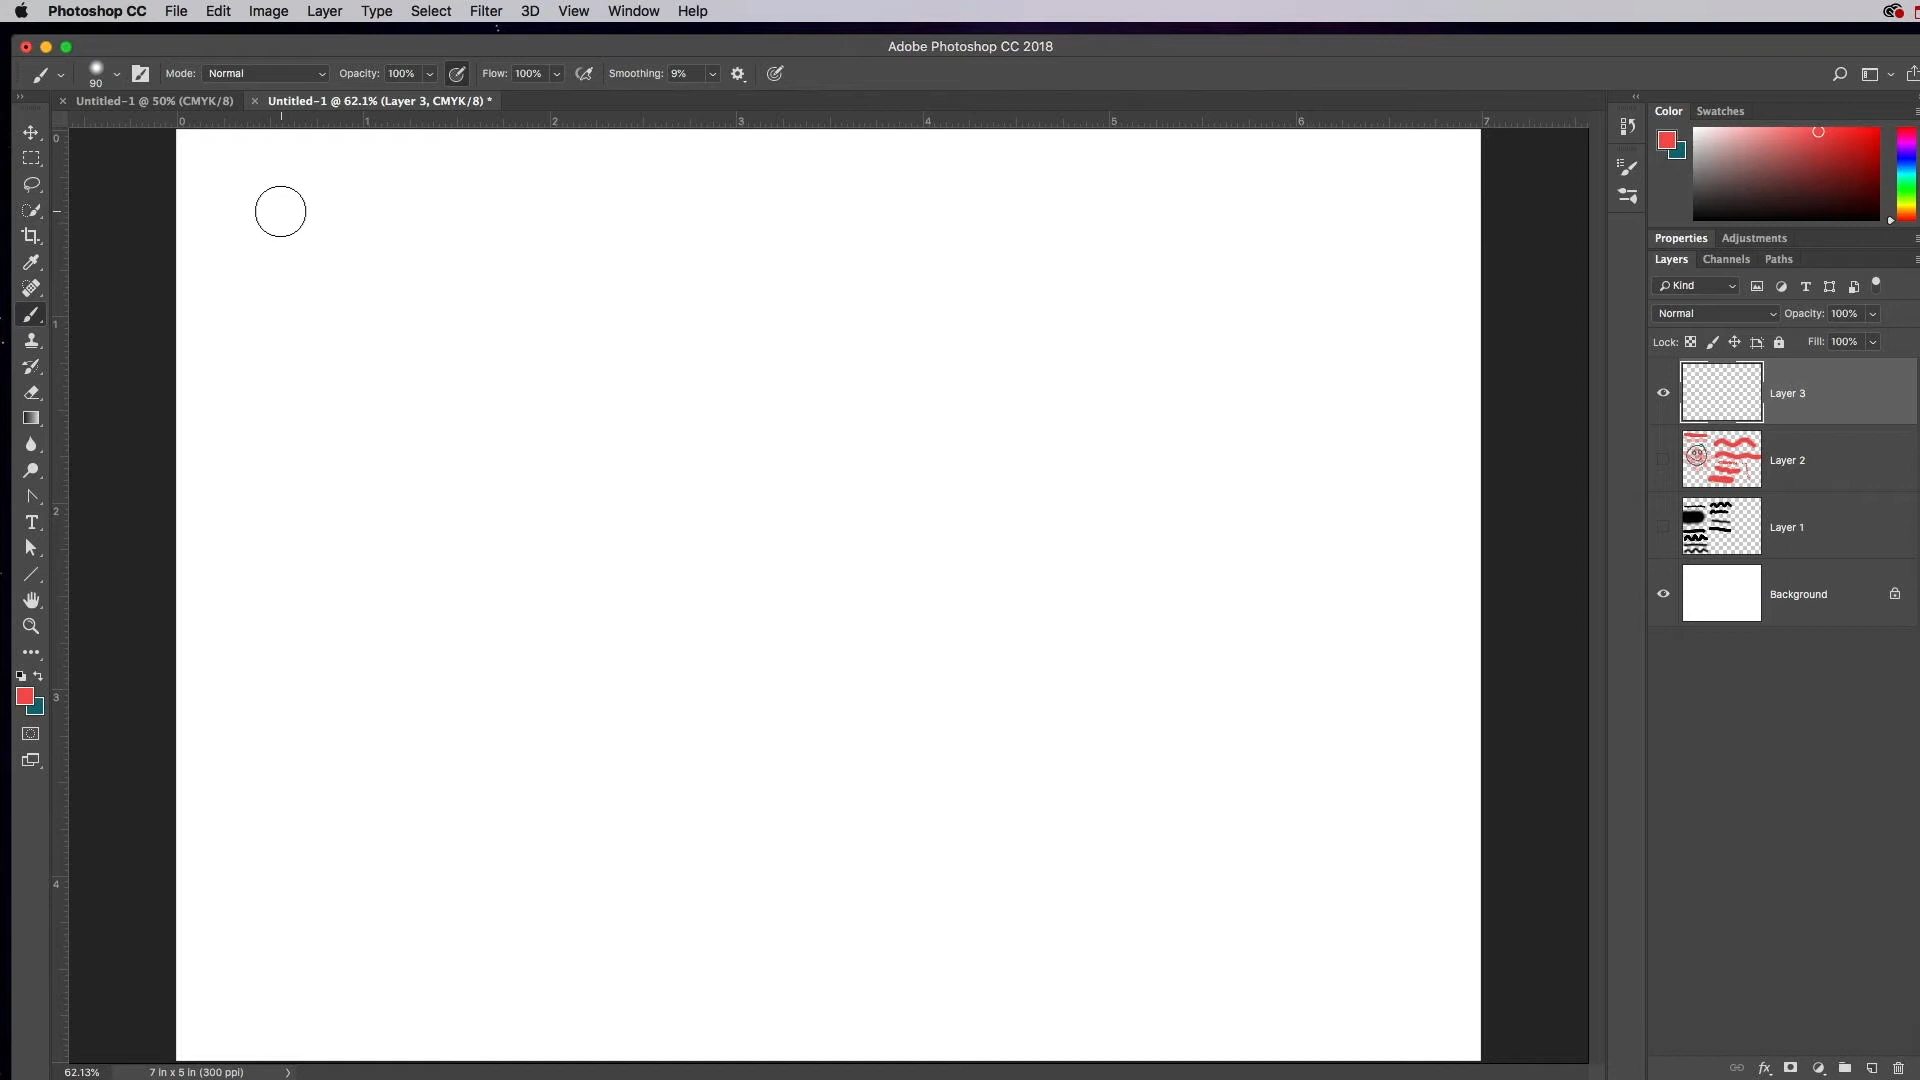 Photoshop CC File Edit Image Layer Type Select Filter 3D View Window Help
Adobe Photoshop CC 2018
90 Mode: Normal Opacity: 100% Flow: 100% Smoothing: 9%
Untitled-1 @ 50% (CMYK/8) Untitled-1 @ 62.1% (Layer 3, CMYK/8) *
0 1 2 3 4 5 6 7
0
1
2
3
4
Color Swatches
Properties Adjustments
Layers Channels Paths
Kind
Normal Opacity: 100%
Lock: Fill: 100%
Layer 3
Layer 2
Layer 1
Background
62.13% 7 in x 5 in (300 ppi)